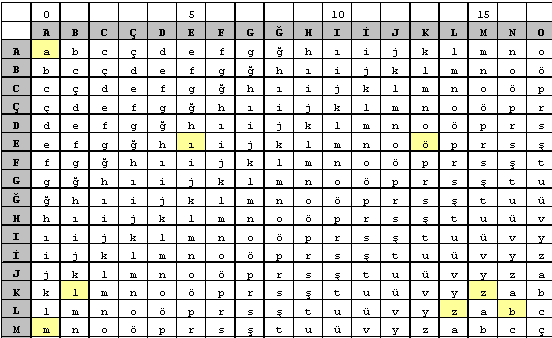 0 5 10 15
A B C Ç D E F G Ğ H I İ J K L M N O
A a b c ç d e f g ğ h ı i j k l m n o
B b c ç d e f g ğ h ı i j k l m n o ö
C c ç d e f g ğ h ı i j k l m n o ö p
Ç ç d e f g ğ h ı i j k l m n o ö p r
D d e f g ğ h ı i j k l m n o ö p r s
E e f g ğ h ı i j k l m n o ö p r s ş
F f g ğ h ı i j k l m n o ö p r s ş t
G g ğ h ı i j k l m n o ö p r s ş t u
Ğ ğ h ı i j k l m n o ö p r s ş t u ü
H h ı i j k l m n o ö p r s ş t u ü v
I ı i j k l m n o ö p r s ş t u ü v y
İ i j k l m n o ö p r s ş t u ü v y z
J j k l m n o ö p r s ş t u ü v y z a
K k l m n o ö p r s ş t u ü v y z a b
L l m n o ö p r s ş t u ü v y z a b c
M m n o ö p r s ş t u ü v y z a b c ç